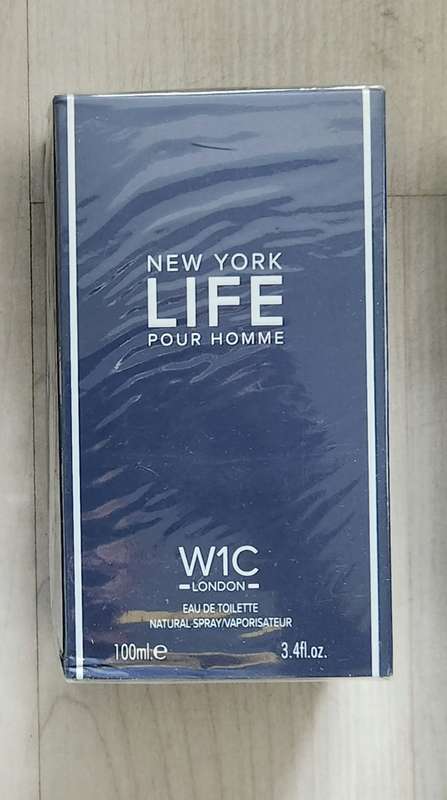 NEW YORK
LIFE
POUR HOMME
W1C
LONDON
EAU DE TOILETTE
NATURAL SPRAY/VAPORISATEUR
100ml.e 3.4fl.oz.